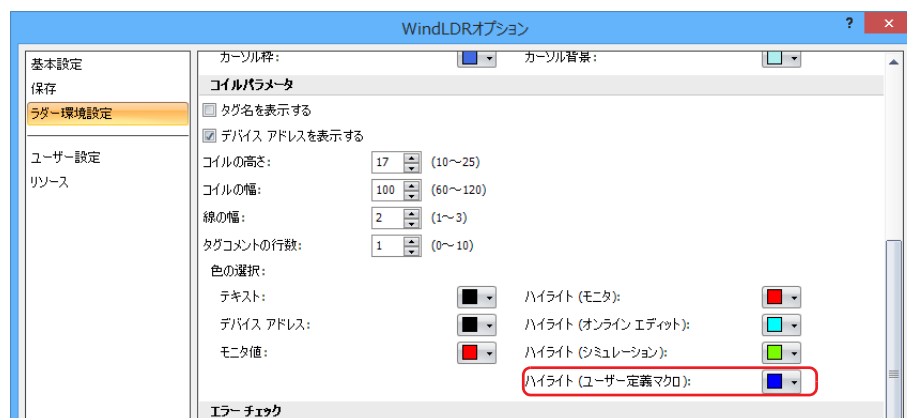 WindLDRオプション
?
×
基本設定
保存
ラダー環境設定
ユーザー設定
リソース
カーソル枠: カーソル背景:
コイルパラメータ
タグ名を表示する
デバイス アドレスを表示する
コイルの高さ: 17 (10～25)
コイルの幅: 100 (60～120)
線の幅: 2 (1～3)
タグコメントの行数: 1 (0～10)
色の選択:
テキスト: ハイライト (モニタ):
デバイス アドレス: ハイライト (オンライン エディット):
モニタ値: ハイライト (シミュレーション):
ハイライト (ユーザー定義マクロ):
エラー チェック